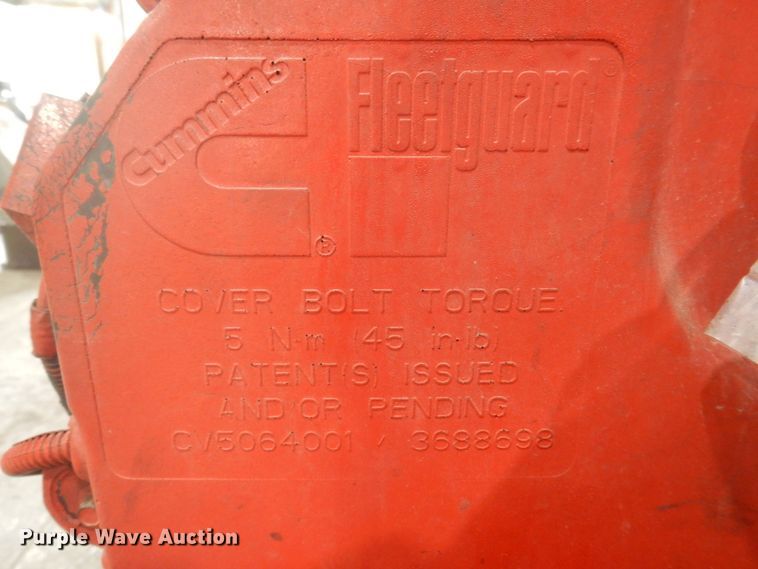 Cummins
Fleetguard®
®
COVER BOLT TORQUE:
5 N·m (45 in·lb)
PATENT(S) ISSUED
AND/OR PENDING
CV5064001 / 3688698
Purple Wave Auction